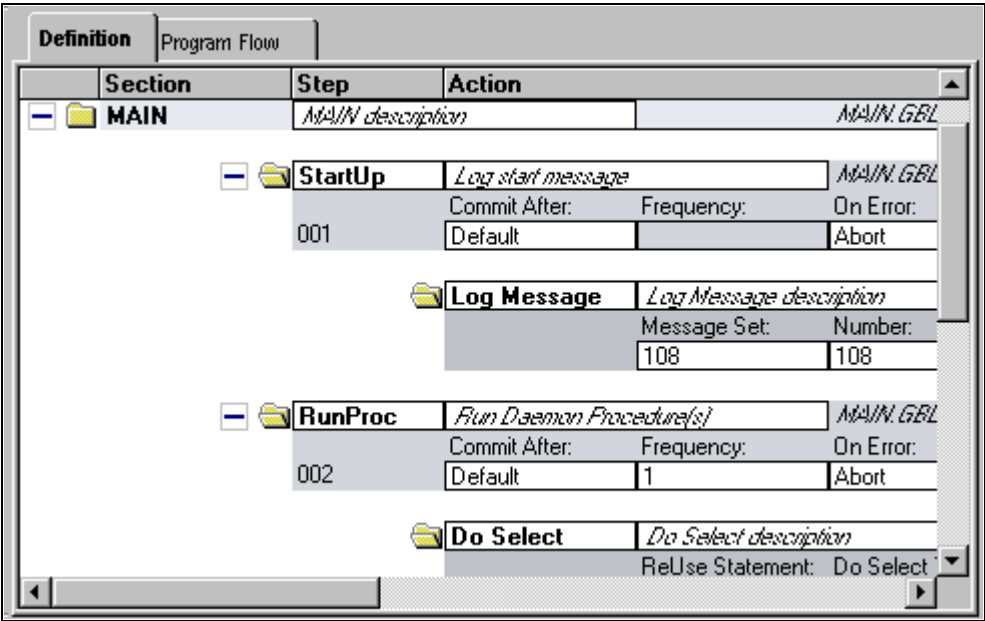 Definition Program Flow
Section Step Action
MAIN MAIN description MAIN.GBL
StartUp Log start message MAIN.GBL
Commit After: Frequency: On Error:
001 Default Abort
Log Message Log Message description
Message Set: Number:
108 108
RunProc Run Daemon Procedure(s) MAIN.GBL
Commit After: Frequency: On Error:
002 Default 1 Abort
Do Select Do Select description
ReUse Statement: Do Select